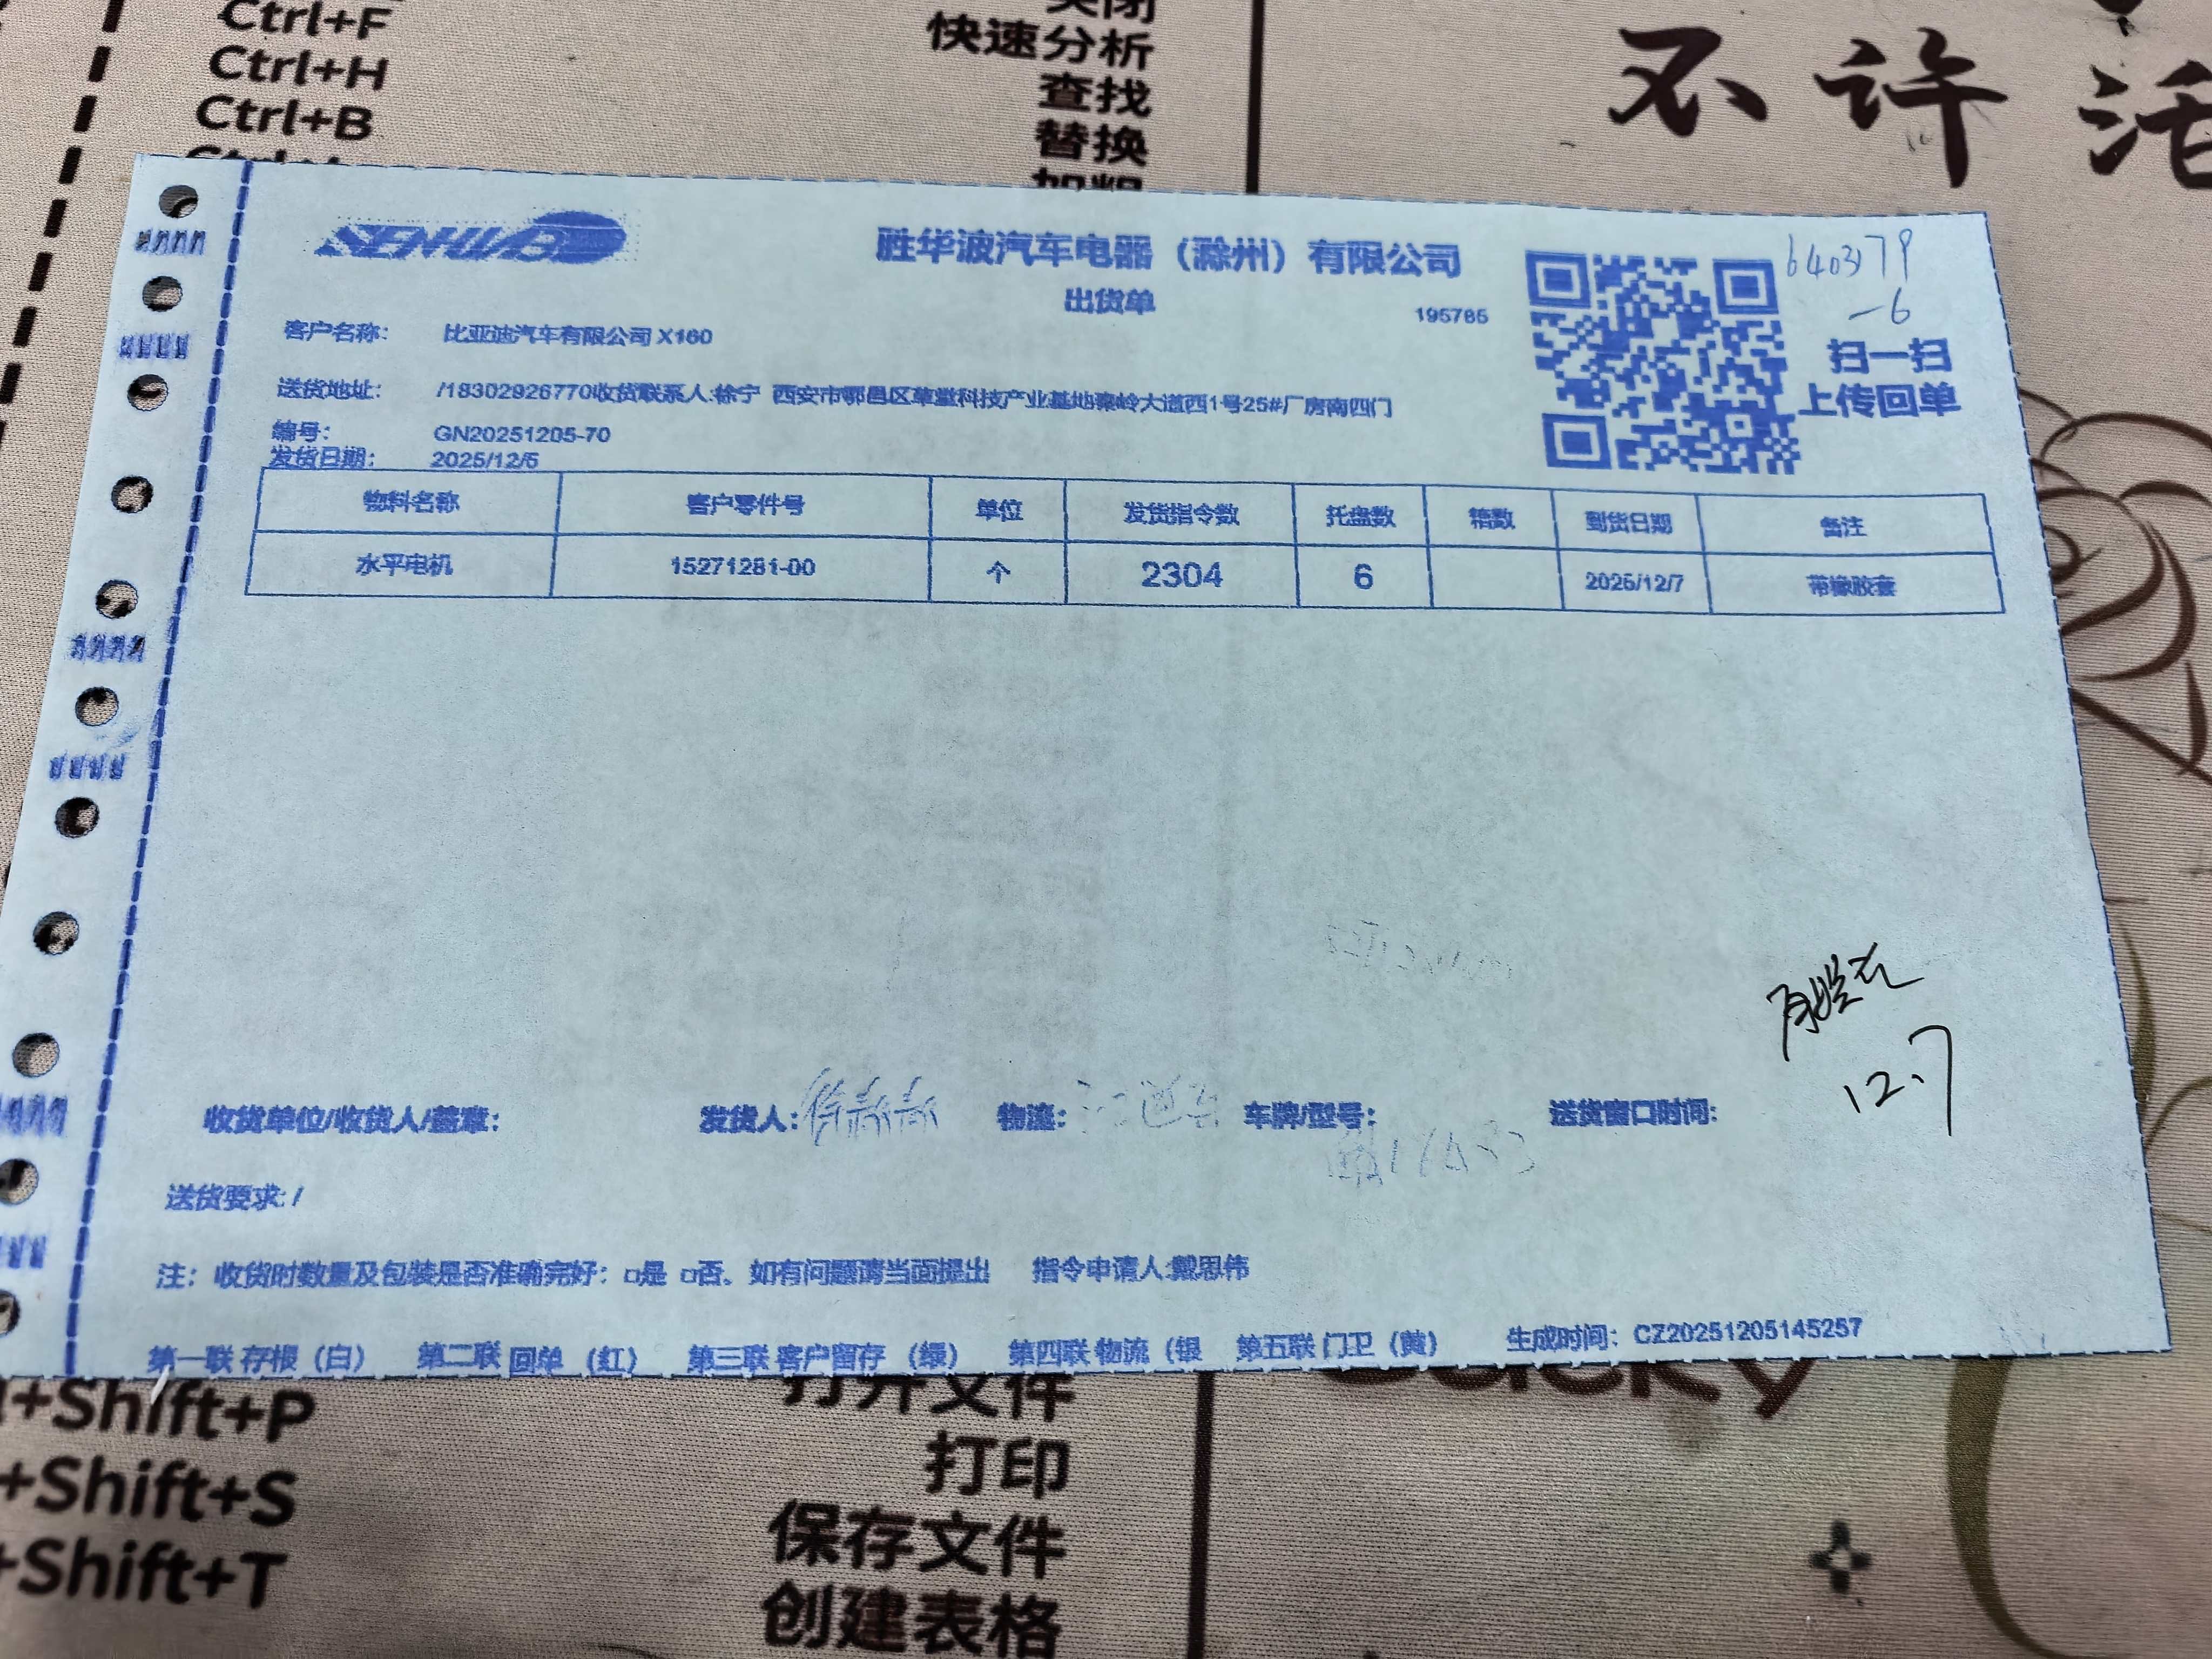 Ctrl+F
快速分析
Ctrl+H
查找
Ctrl+B
替换
不许活
SENWB
胜华波汽车电器（滁州）有限公司
6403179
-6
出货单
195785
扫一扫
上传回单
客户名称： 比亚迪汽车有限公司 X160
送货地址： /18302926770收货联系人:徐宁 西安市鄠邑区草堂科技产业基地秦岭大道西1号25#厂房南四门
编号： GN20251205-70
发货日期： 2025/12/5
物料名称 客户零件号 单位 发货指令数 托盘数 箱数 到货日期 备注
水平电机 15271281-00 个 2304 6 2025/12/7 带橡胶套
12.7
收货单位/收货人/盖章： 发货人： 物流： 车牌/型号： 送货窗口时间:
送货要求: /
注：收货时数量及包装是否准确完好：□是 □否。如有问题请当面提出 指令申请人:戴思伟
第一联 存根（白） 第二联 回单（红） 第三联 客户留存（绿） 第四联 物流（银 第五联 门卫（黄） 生成时间：CZ20251205145257
+Shift+P
打开文件
打印
+Shift+S
保存文件
+Shift+T
创建表格